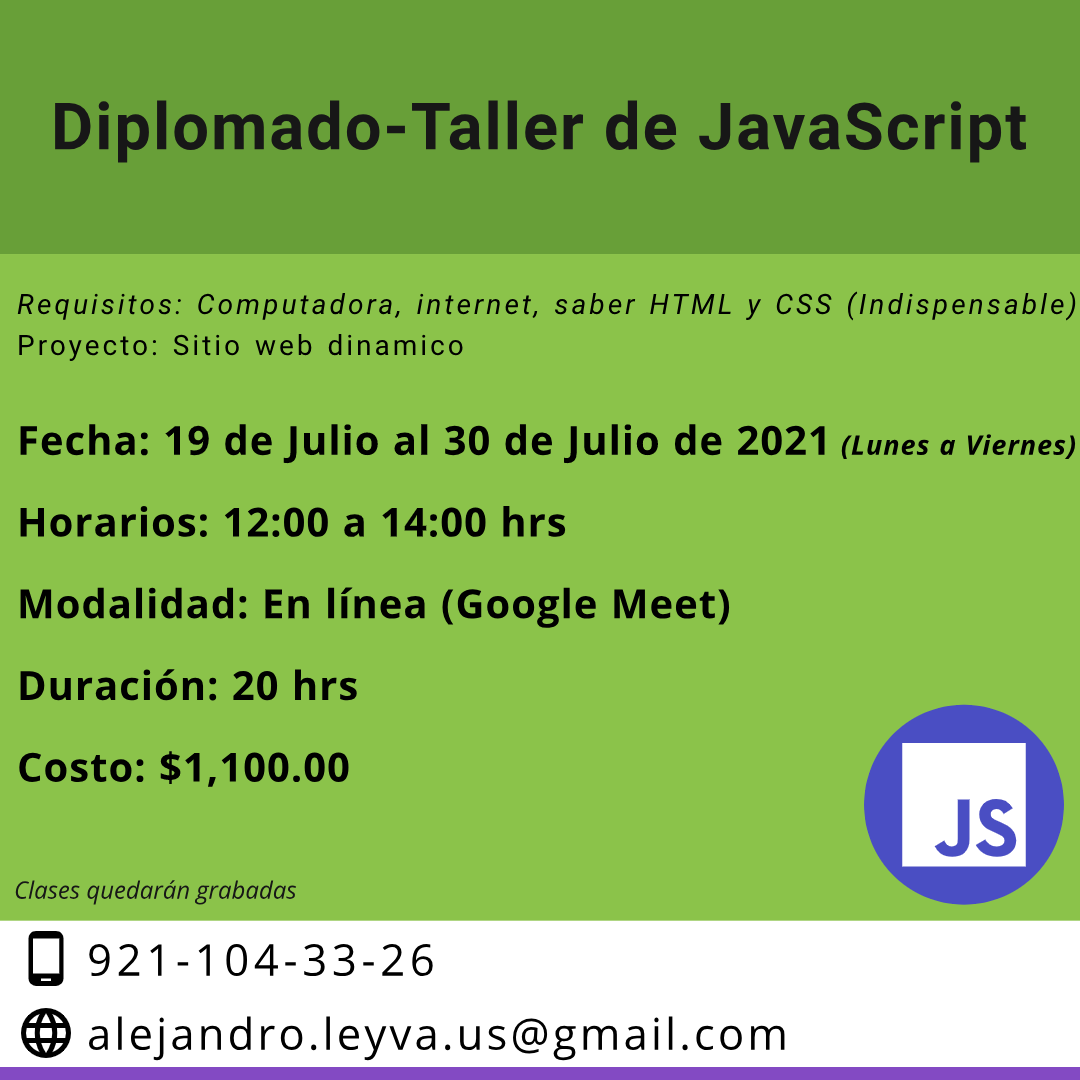 Diplomado-Taller de JavaScript
Requisitos: Computadora, internet, saber HTML y CSS (Indispensable)
Proyecto: Sitio web dinamico
Fecha: 19 de Julio al 30 de Julio de 2021 (Lunes a Viernes)
Horarios: 12:00 a 14:00 hrs
Modalidad: En línea (Google Meet)
Duración: 20 hrs
Costo: $1,100.00
JS
Clases quedarán grabadas
921-104-33-26
alejandro.leyva.us@gmail.com